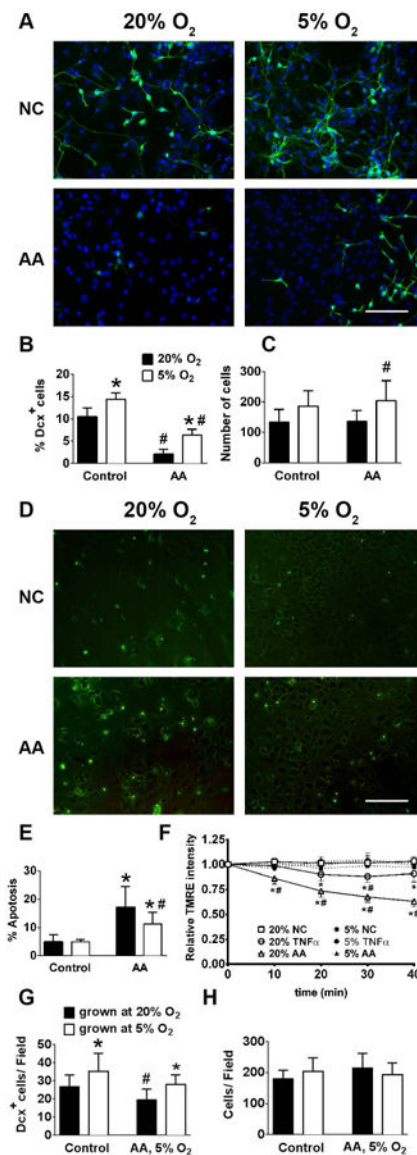 A
20% O2
5% O2
NC
AA
B
C
20% O2
5% O2
% Dcx+ cells
20
15
10
5
0
*
#
*#
Control
AA
Number of cells
300
200
100
0
#
Control
AA
D
20% O2
5% O2
NC
AA
E
F
% Apototis
30
20
10
0
*
*#
Control
AA
Relative TMRE intensity
1.25
1.00
0.75
0.50
0.25
0.00
*#
*
*#
*
*#
*#
*#
20% NC
5% NC
20% TNFα
5% TNFα
20% AA
5% AA
0
10
20
30
40
time (min)
G
H
grown at 20% O2
grown at 5% O2
Dcx+ cells/ Field
50
40
30
20
10
0
*
#
*
Control
AA, 5% O2
Cells/ Field
300
200
100
0
Control
AA, 5% O2